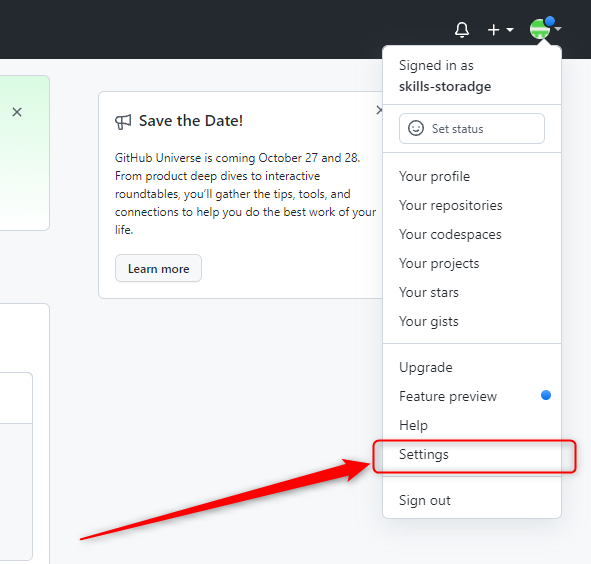 Signed in as
skills-storadge
Set status
Save the Date!
GitHub Universe is coming October 27 and 28.
From product deep dives to interactive
roundtables, you'll gather the tips, tools, and
connections to help you do the best work of your
life.
Learn more
Your profile
Your repositories
Your codespaces
Your projects
Your stars
Your gists
Upgrade
Feature preview
Help
Settings
Sign out